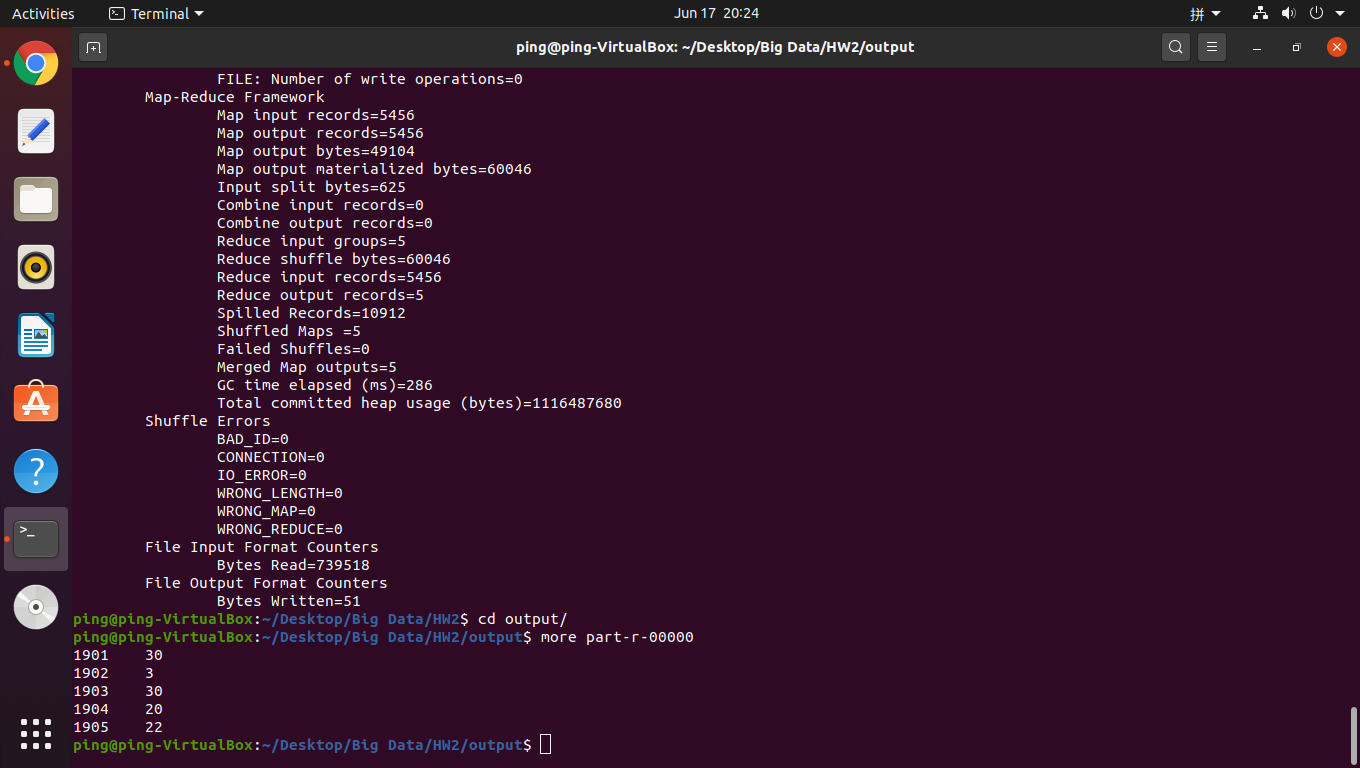 Activities
Terminal
Jun 17 20:24
拼
ping@ping-VirtualBox: ~/Desktop/Big Data/HW2/output
                FILE: Number of write operations=0
        Map-Reduce Framework
                Map input records=5456
                Map output records=5456
                Map output bytes=49104
                Map output materialized bytes=60046
                Input split bytes=625
                Combine input records=0
                Combine output records=0
                Reduce input groups=5
                Reduce shuffle bytes=60046
                Reduce input records=5456
                Reduce output records=5
                Spilled Records=10912
                Shuffled Maps =5
                Failed Shuffles=0
                Merged Map outputs=5
                GC time elapsed (ms)=286
                Total committed heap usage (bytes)=1116487680
        Shuffle Errors
                BAD_ID=0
                CONNECTION=0
                IO_ERROR=0
                WRONG_LENGTH=0
                WRONG_MAP=0
                WRONG_REDUCE=0
        File Input Format Counters
                Bytes Read=739518
        File Output Format Counters
                Bytes Written=51
ping@ping-VirtualBox:~/Desktop/Big Data/HW2$ cd output/
ping@ping-VirtualBox:~/Desktop/Big Data/HW2/output$ more part-r-00000
1901    30
1902    3
1903    30
1904    20
1905    22
ping@ping-VirtualBox:~/Desktop/Big Data/HW2/output$